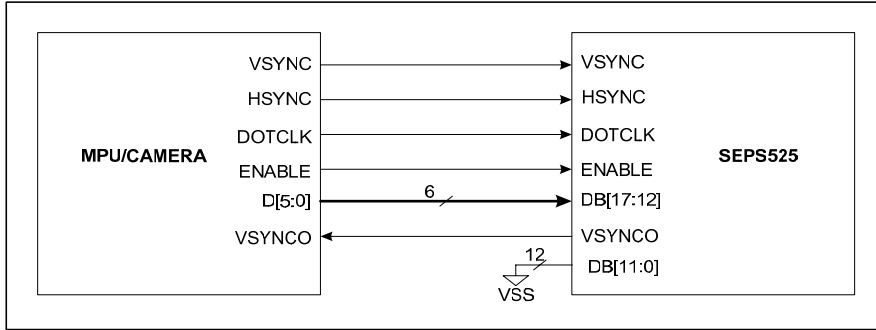 VSYNC VSYNC
HSYNC HSYNC
DOTCLK DOTCLK
MPU/CAMERA SEPS525
ENABLE ENABLE
D[5:0] 6 DB[17:12]
VSYNCO VSYNCO
12 DB[11:0]
VSS